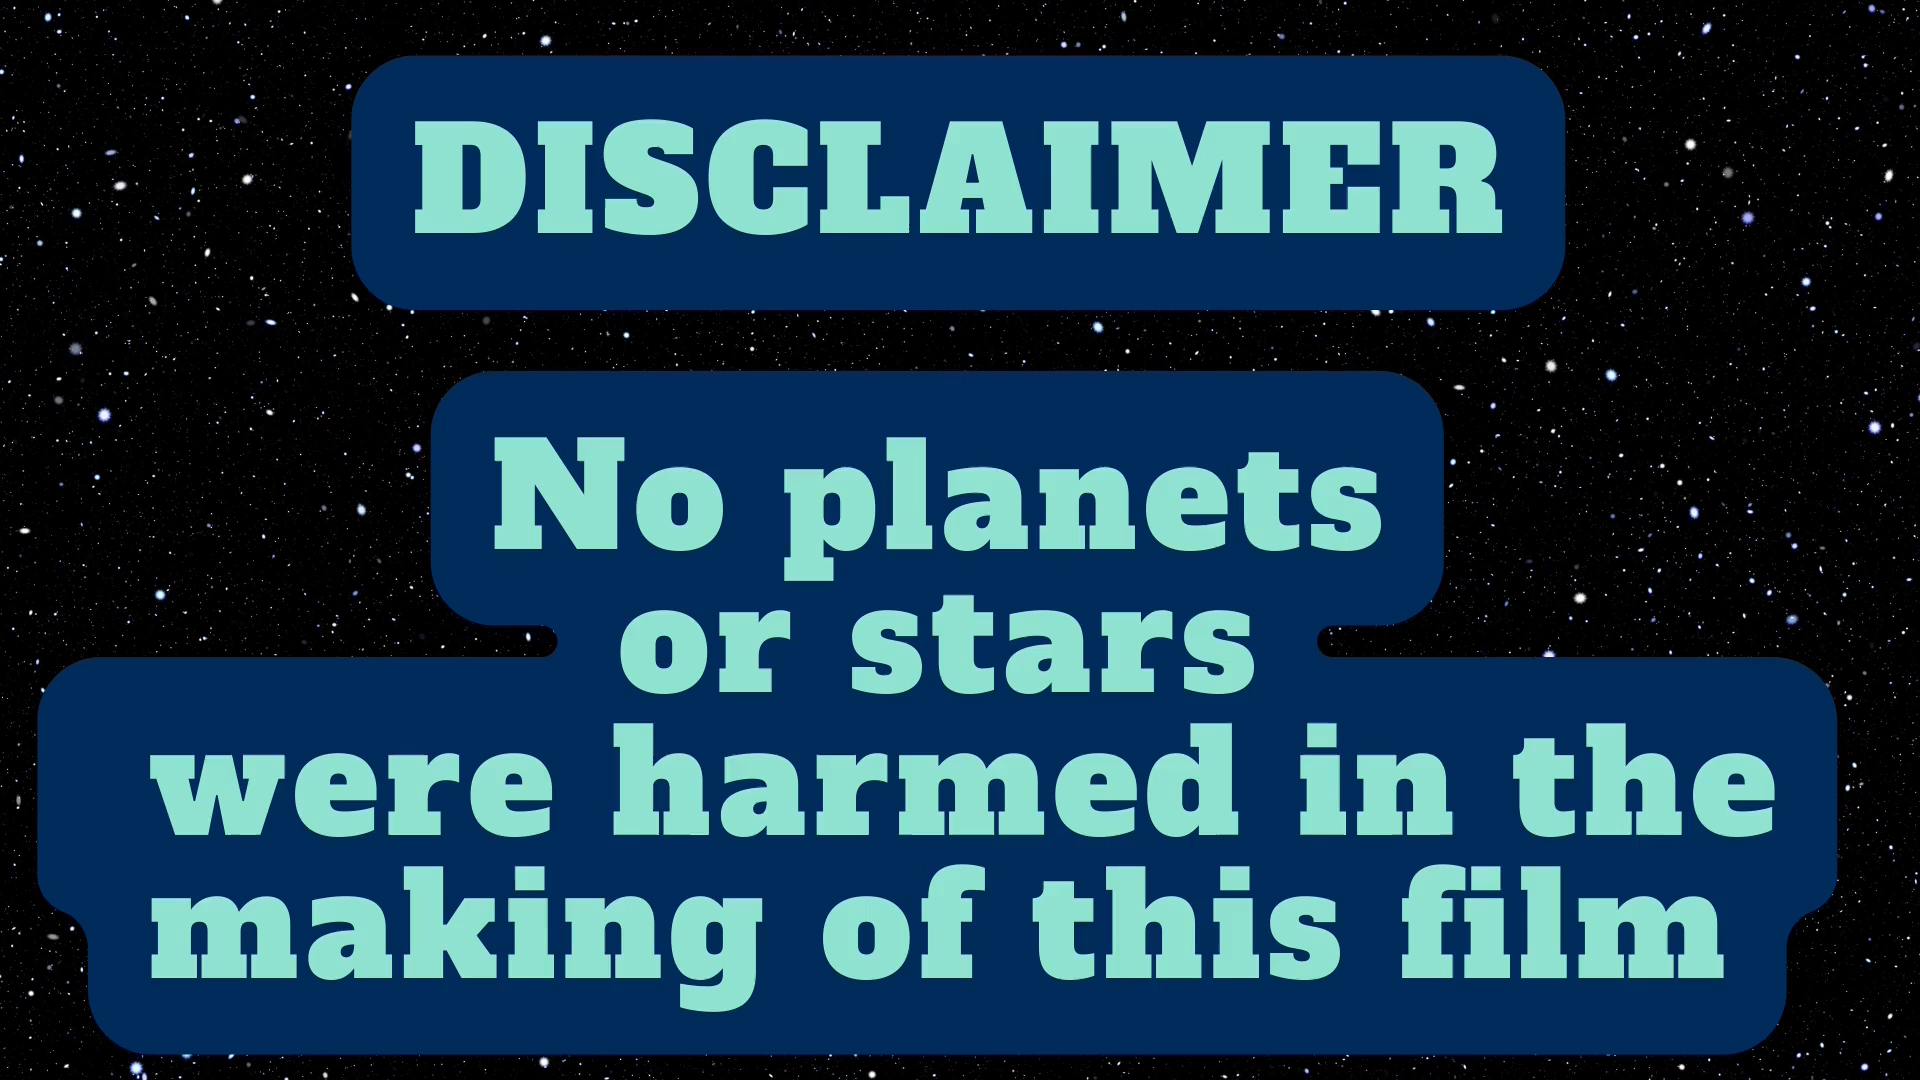 DISCLAIMER
No planets
or stars
were harmed in the
making of this film